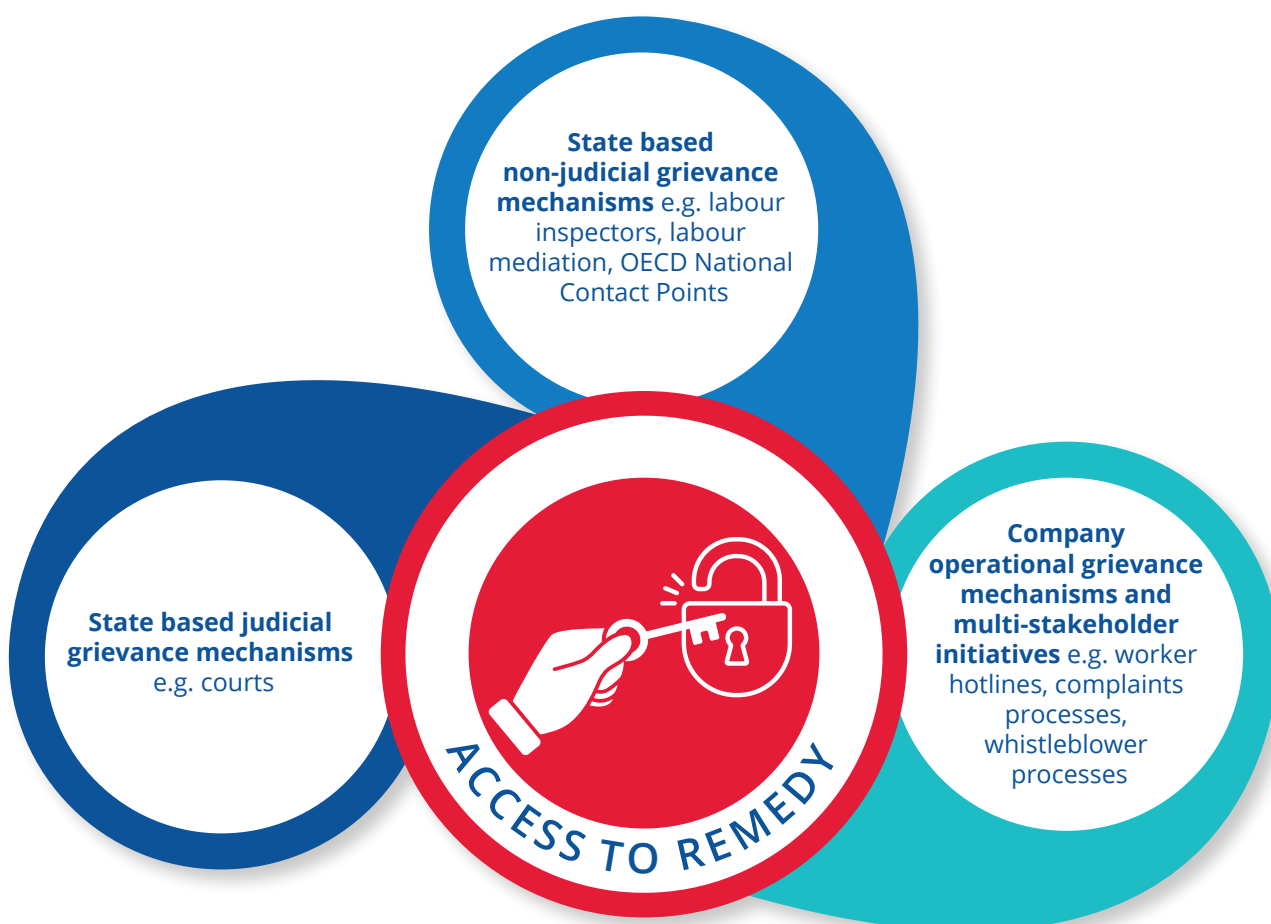 State based
non-judicial grievance
mechanisms e.g. labour
inspectors, labour
mediation, OECD National
Contact Points
State based judicial
grievance mechanisms
e.g. courts
Company
operational grievance
mechanisms and
multi-stakeholder
initiatives e.g. worker
hotlines, complaints
processes,
whistleblower
processes
ACCESS TO REMEDY